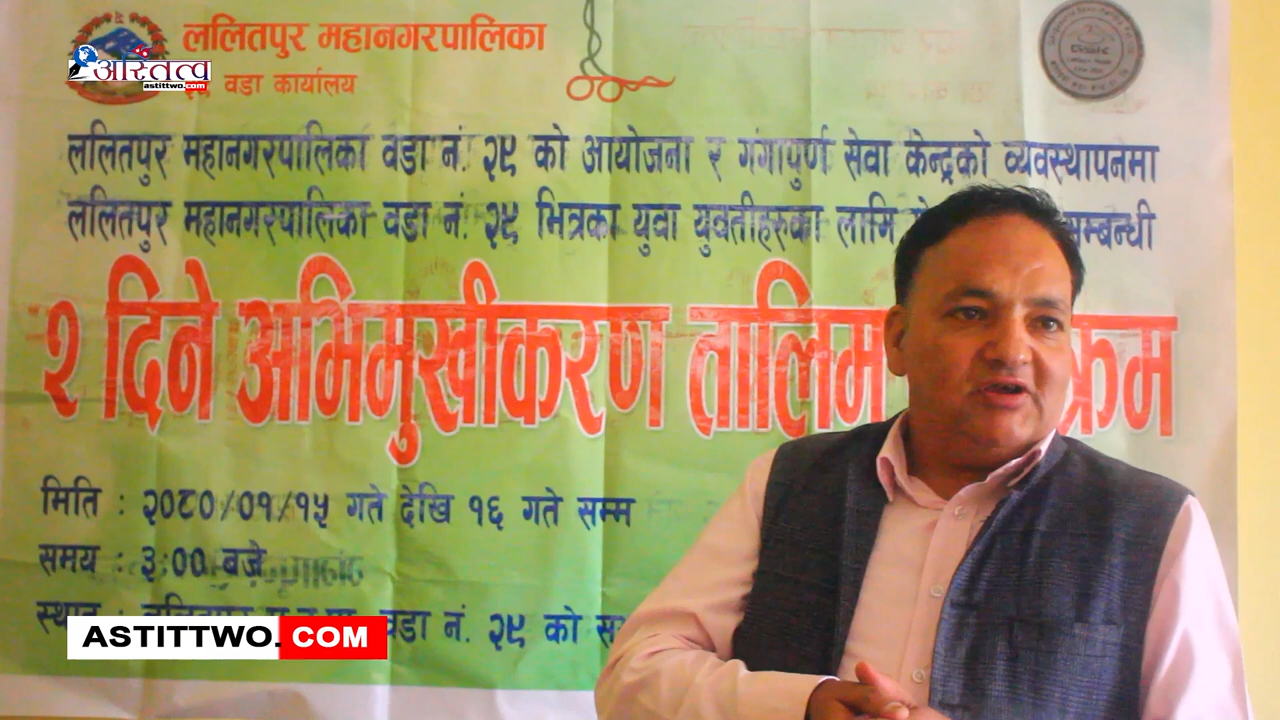 ललितपुर महानगरपालिका
अस्तित्व
astittwo.com
वडा कार्यालय
ललितपुर महानगरपालिका वडा नं. २९ को आयोजना र गंगापुर्ण सेवा केन्द्रको व्यवस्थापनमा
ललितपुर महानगरपालिका वडा नं. २९ भित्रका युवा युवतीहरुका लागि सम्बन्धी
२ दिने अभिमुखीकरण तालिम क्रम
मिति : २०८०/०१/१५ गते देखि १६ गते सम्म
समय : ३:०० बजे
वडा नं. २९ को
ASTITTWO.COM